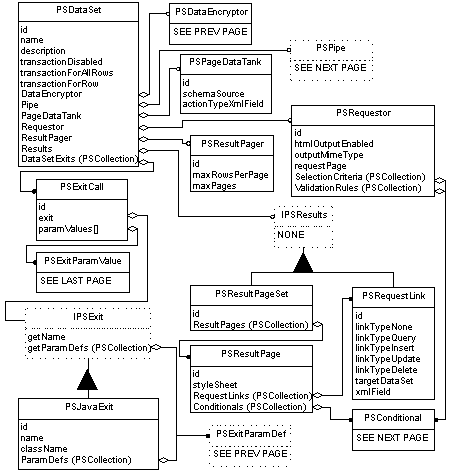 PSDataSet
id
name
description
transactionDisabled
transactionForAllRows
transactionForRow
DataEncryptor
Pipe
PageDataTank
Requestor
ResultPager
Results
DataSetExits (PSCollection)
PSDataEncryptor
SEE PREV PAGE
PSPipe
SEE NEXT PAGE
PSPageDataTank
id
schemaSource
actionTypeXmlField
PSRequestor
id
htmlOutputEnabled
outputMimeType
requestPage
SelectionCriteria (PSCollection)
ValidationRules (PSCollection)
PSResultPager
id
maxRowsPerPage
maxPages
PSExitCall
id
exit
paramValues[]
IPSResults
NONE
PSExitParamValue
SEE LAST PAGE
PSResultPageSet
id
ResultPages (PSCollection)
PSRequestLink
id
linkTypeNone
linkTypeQuery
linkTypeInsert
linkTypeUpdate
linkTypeDelete
targetDataSet
xmlField
IPSExit
getName
getParamDefs (PSCollection)
PSResultPage
id
styleSheet
RequestLinks (PSCollection)
Conditionals (PSCollection)
PSJavaExit
id
name
className
ParamDefs (PSCollection)
PSExitParamDef
SEE PREV PAGE
PSConditional
SEE NEXT PAGE